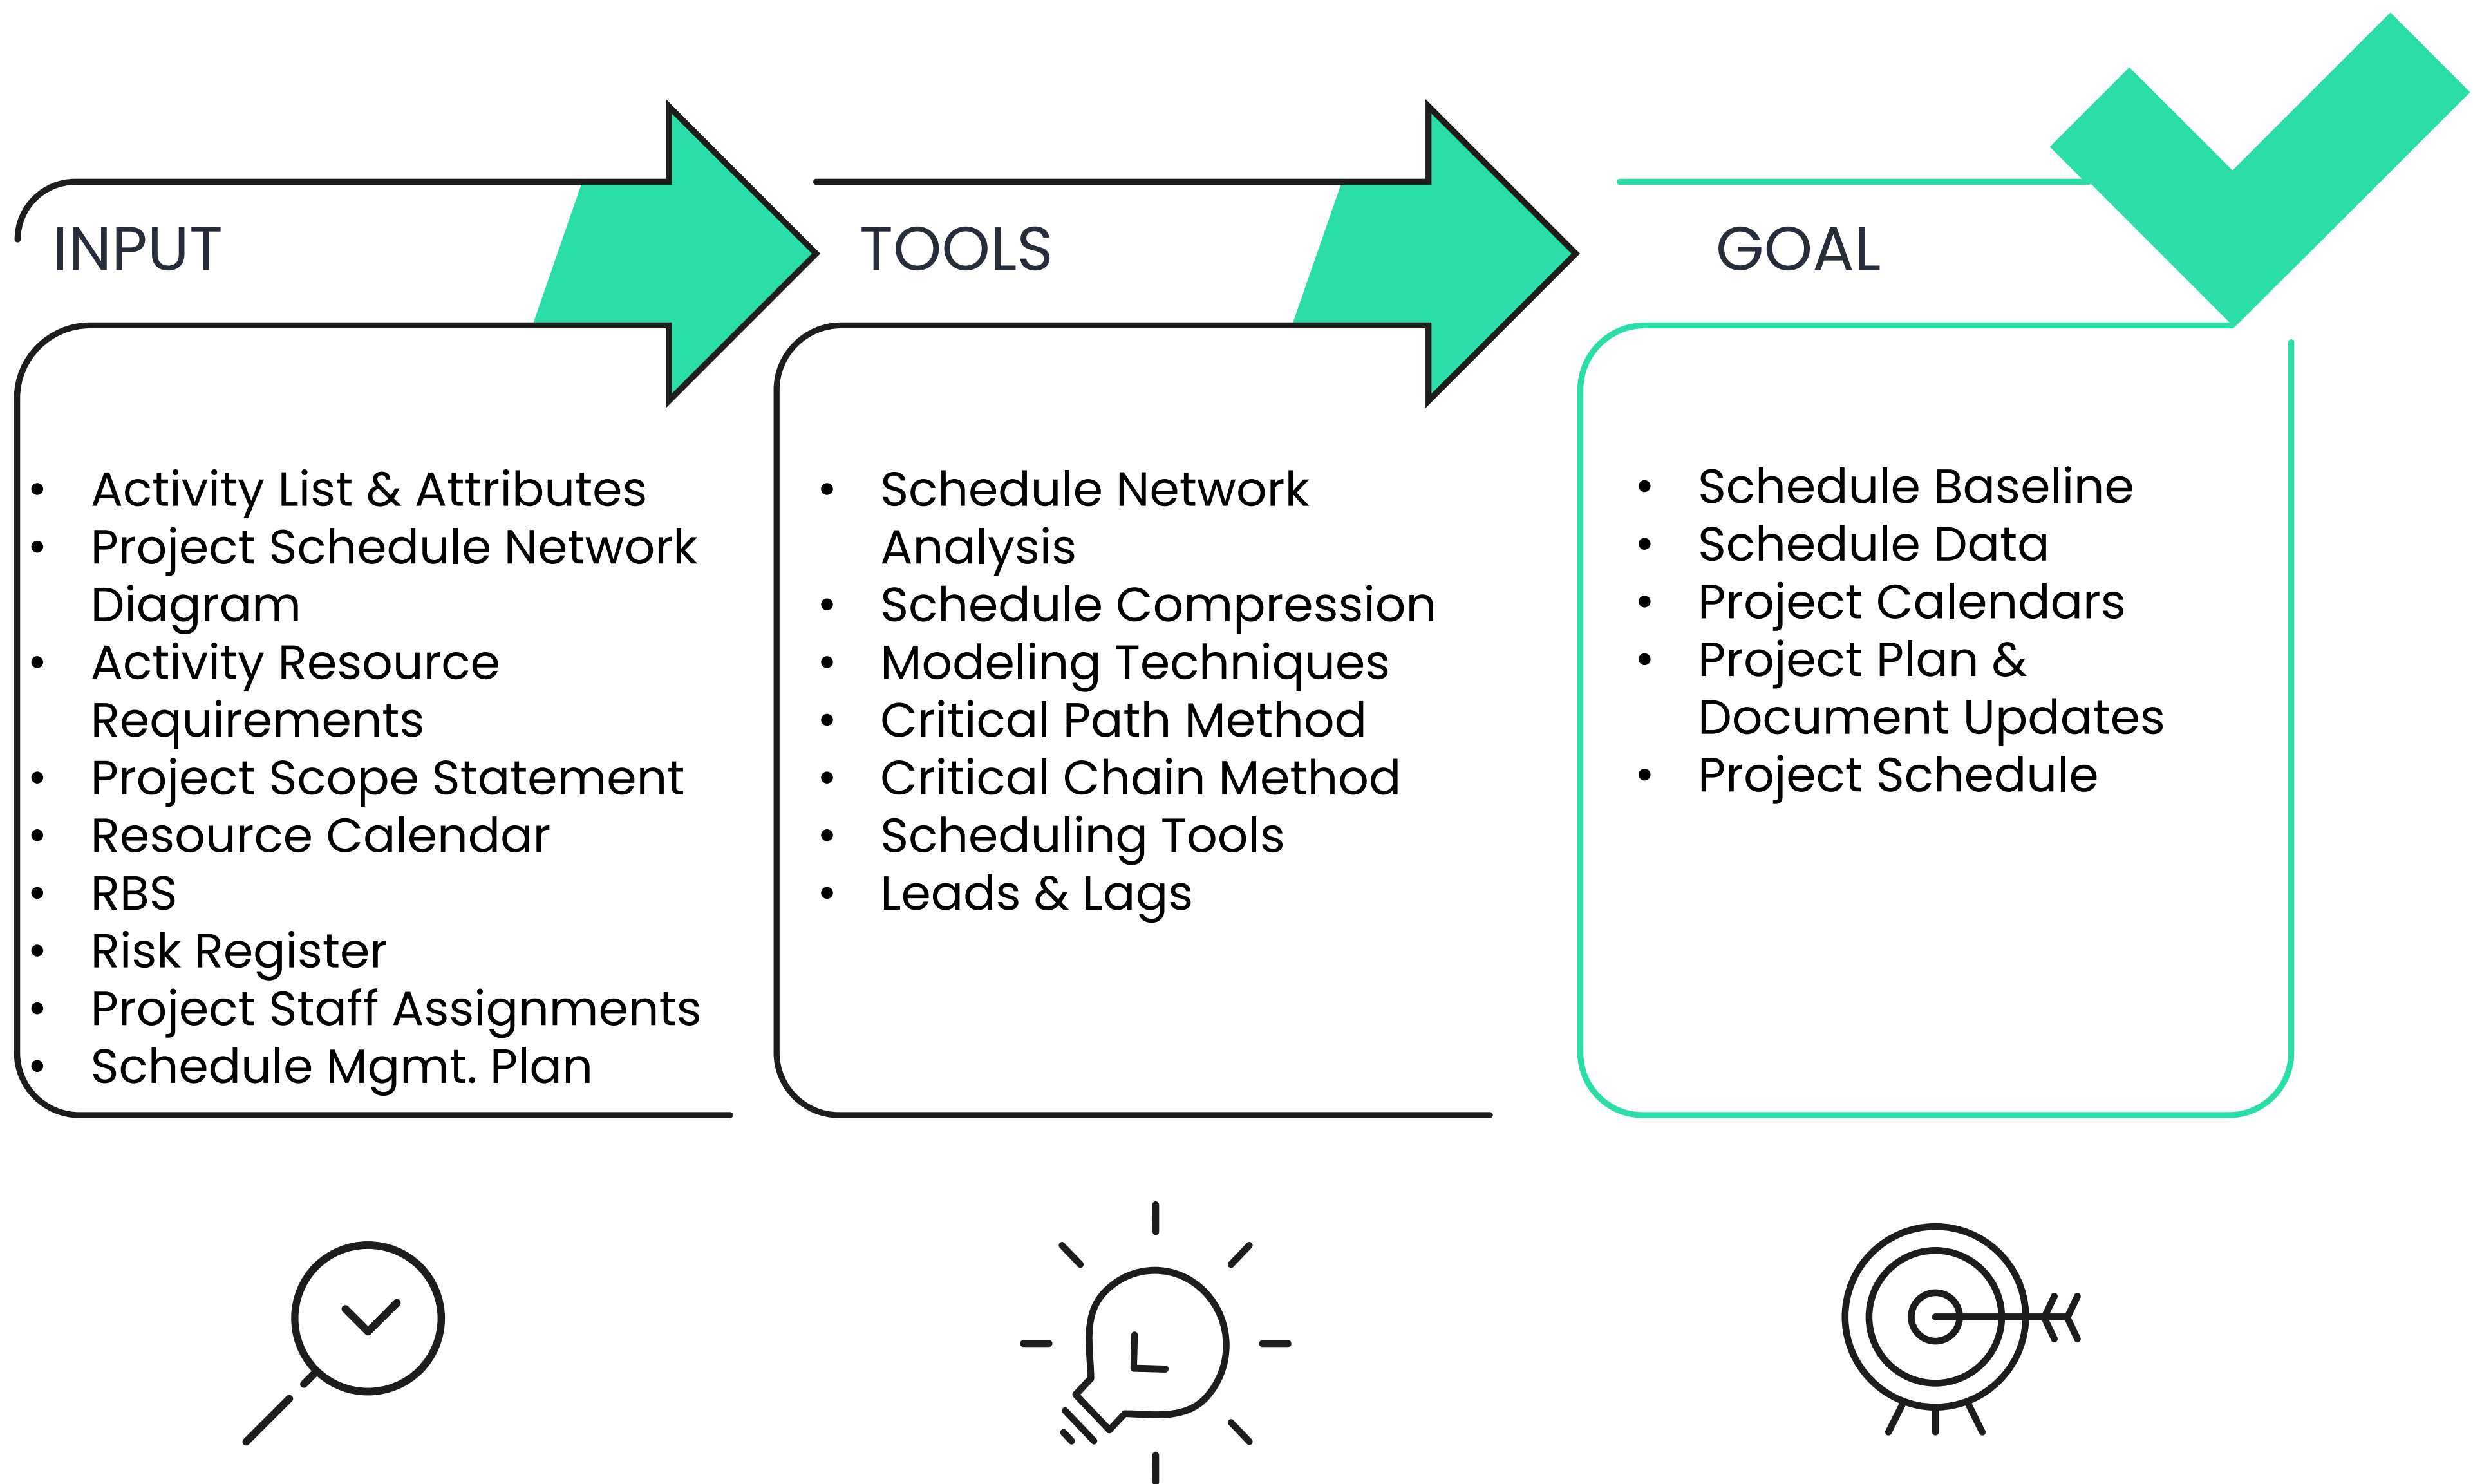 INPUT
TOOLS
GOAL
• Activity List & Attributes
• Project Schedule Network
Diagram
• Activity Resource
Requirements
• Project Scope Statement
• Resource Calendar
• RBS
• Risk Register
• Project Staff Assignments
• Schedule Mgmt. Plan
• Schedule Network
Analysis
• Schedule Compression
• Modeling Techniques
• Critical Path Method
• Critical Chain Method
• Scheduling Tools
• Leads & Lags
• Schedule Baseline
• Schedule Data
• Project Calendars
• Project Plan &
Document Updates
• Project Schedule